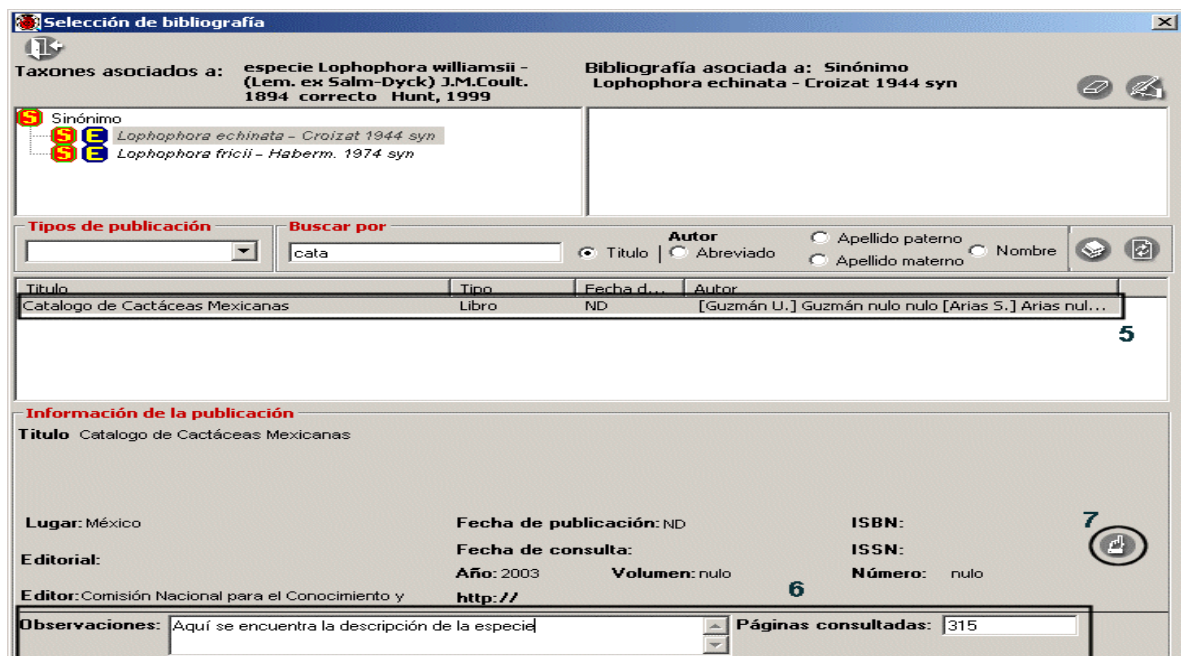 Selección de bibliografía
Taxones asociados a: especie Lophophora williamsii -
(Lem. ex Salm-Dyck) J.M.Coult.
1894 correcto Hunt, 1999
Bibliografía asociada a: Sinónimo
Lophophora echinata - Croizat 1944 syn
S Sinónimo
S E Lophophora echinata - Croizat 1944 syn
S E Lophophora fricii - Haberm. 1974 syn
Tipos de publicación
Buscar por
cata
Titulo
Autor
Abreviado
Apellido paterno
Apellido materno
Nombre
Titulo Tipo Fecha d... Autor
Catalogo de Cactáceas Mexicanas Libro ND [Guzmán U.] Guzmán nulo nulo [Arias S.] Arias nul...
5
Información de la publicación
Titulo Catalogo de Cactáceas Mexicanas
Lugar: México Fecha de publicación: ND ISBN:
7
Editorial: Fecha de consulta: ISSN:
Año: 2003 Volumen: nulo Número: nulo
Editor: Comisión Nacional para el Conocimiento y http://
6
Observaciones: Aquí se encuentra la descripción de la especie Páginas consultadas: 315